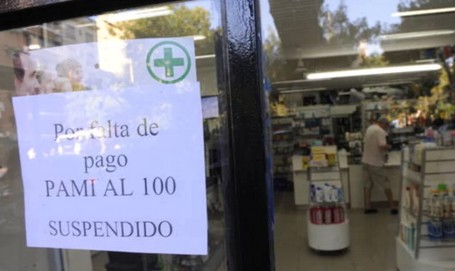 Por falta de
pago
PAMI AL 100
SUSPENDIDO